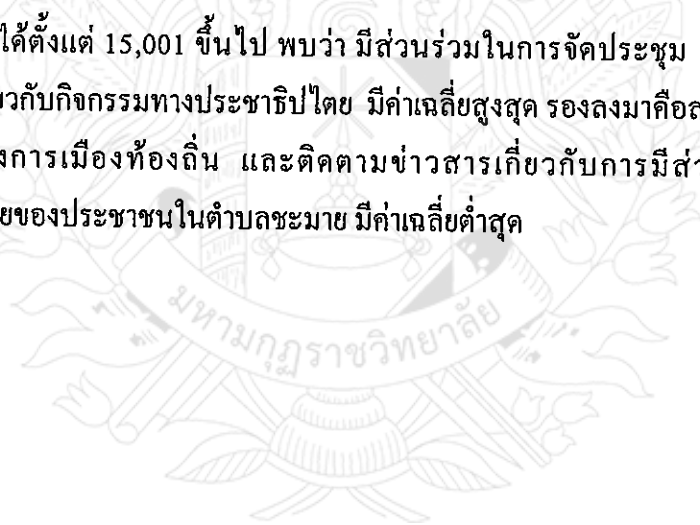 ได้ตั้งแต่ 15,001 ขึ้นไป พบว่า มีส่วนร่วมในการจัดประชุม
วกับกิจกรรมทางประชาธิปไตย มีค่าเฉลี่ยสูงสุด รองลงมาคือส
งการเมืองท้องถิ่น และติดตามข่าวสารเกี่ยวกับการมีส่ว
ยของประชาชนในตำบลชะมาย มีค่าเฉลี่ยต่ำสุด
มหามกุฏราชวิทยาลัย